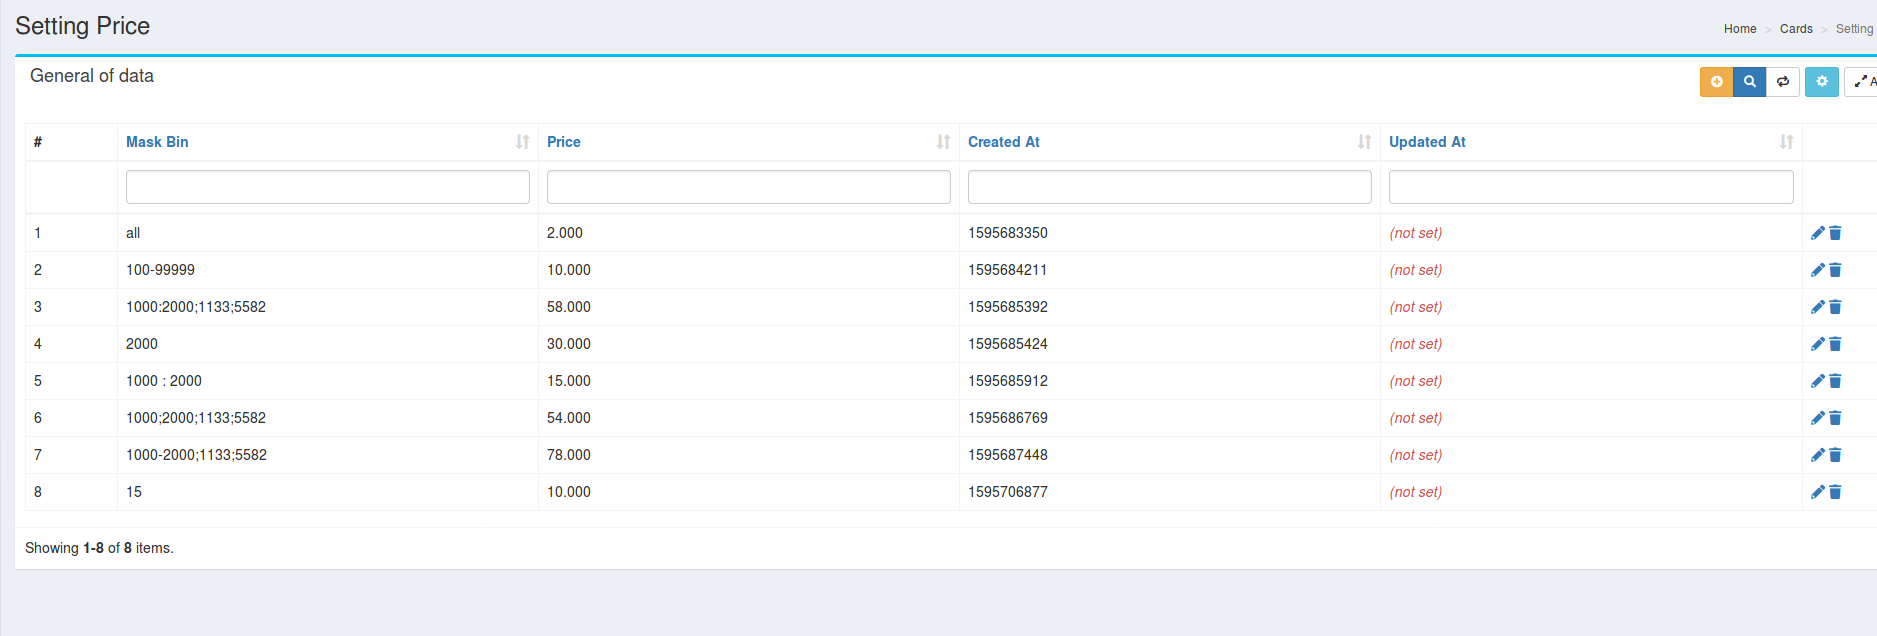 Setting Price
Home > Cards > Setting
General of data
A
# Mask Bin Price Created At Updated At
1 all 2.000 1595683350 (not set)
2 100-99999 10.000 1595684211 (not set)
3 1000:2000;1133;5582 58.000 1595685392 (not set)
4 2000 30.000 1595685424 (not set)
5 1000 : 2000 15.000 1595685912 (not set)
6 1000;2000;1133;5582 54.000 1595686769 (not set)
7 1000-2000;1133;5582 78.000 1595687448 (not set)
8 15 10.000 1595706877 (not set)
Showing 1-8 of 8 items.